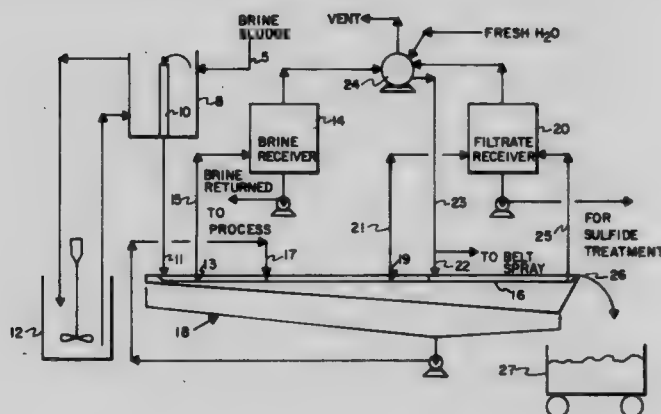 BRINE
SLUDGE
5
VENT
FRESH H₂O
24
10
8
BRINE
RECEIVER
14
FILTRATE
RECEIVER
20
BRINE
RETURNED
TO
PROCESS
15
21
23
25
FOR
SULFIDE
TREATMENT
11
13
17
19
TO BELT
SPRAY
22
16
26
12
18
27